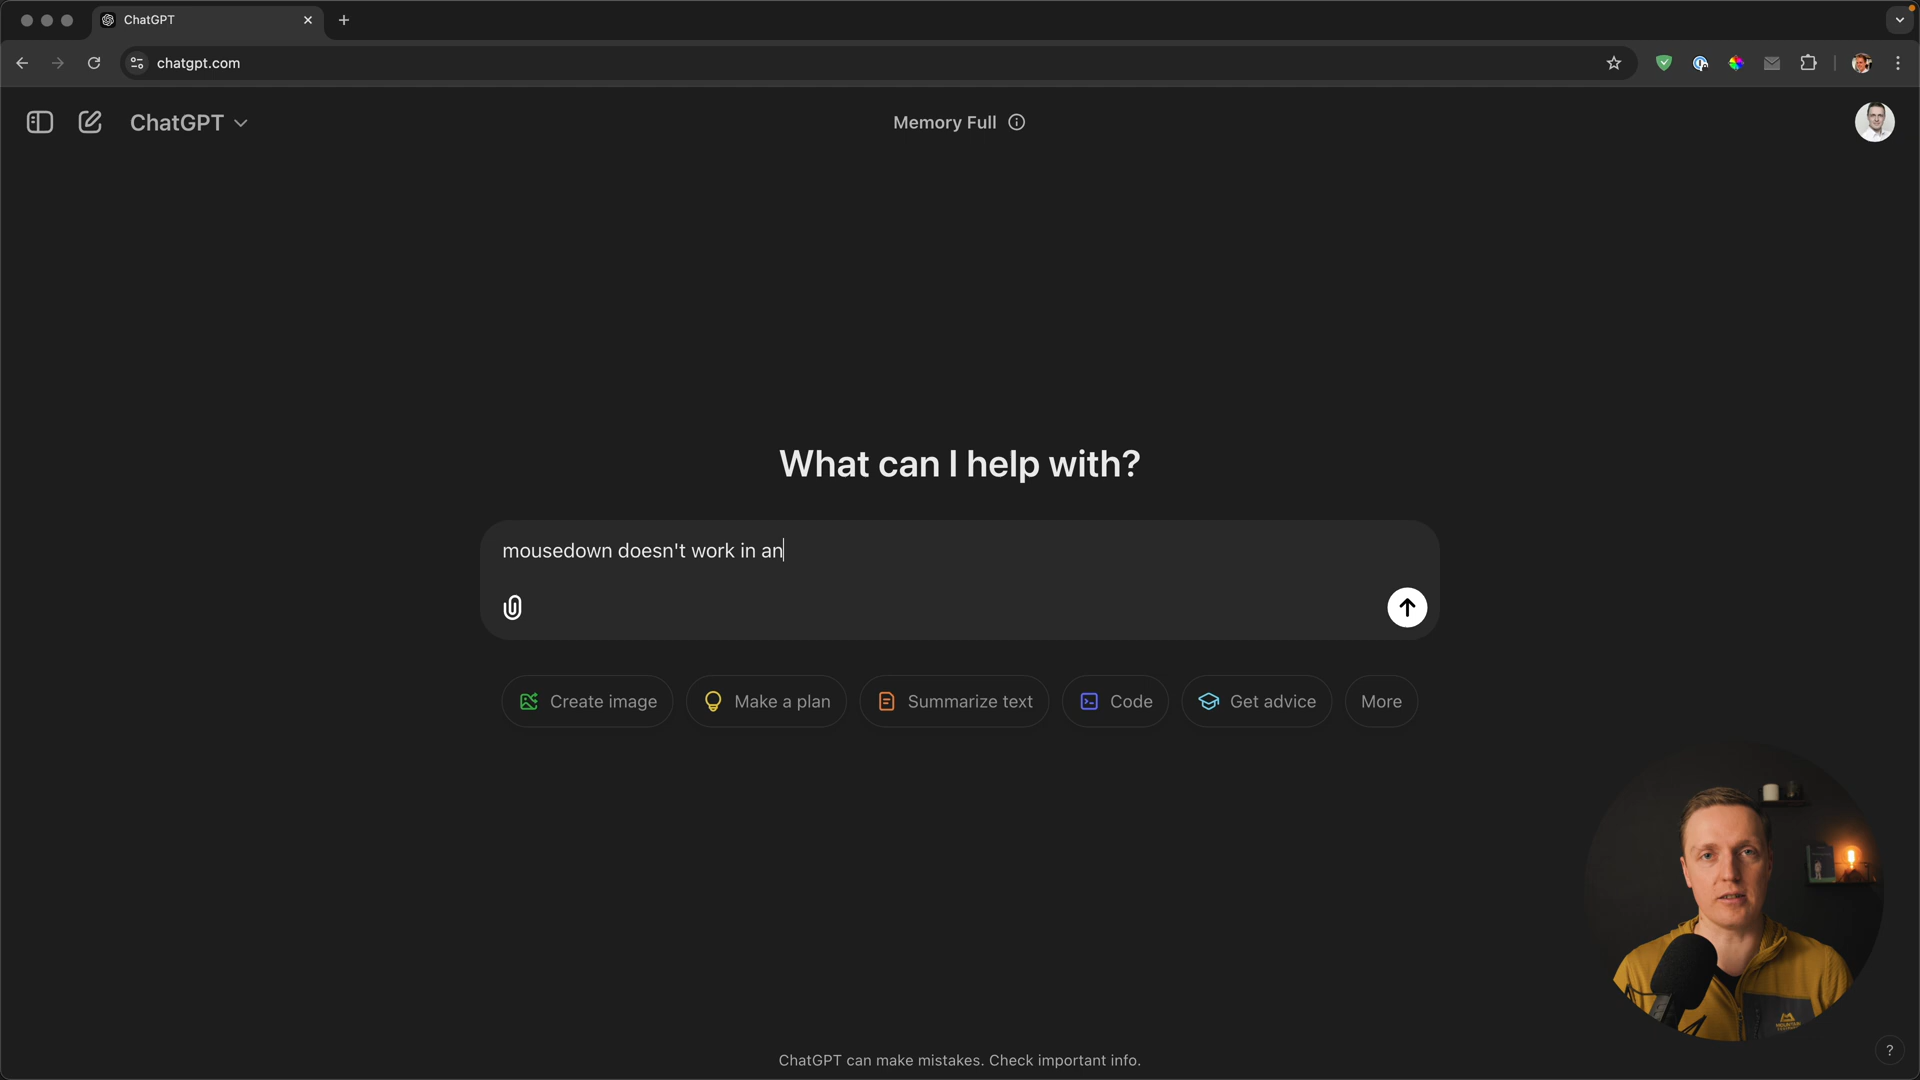 ChatGPT
chatgpt.com
ChatGPT
Memory Full
What can I help with?
mousedown doesn't work in an
Create image
Make a plan
Summarize text
Code
Get advice
More
ChatGPT can make mistakes. Check important info.
?